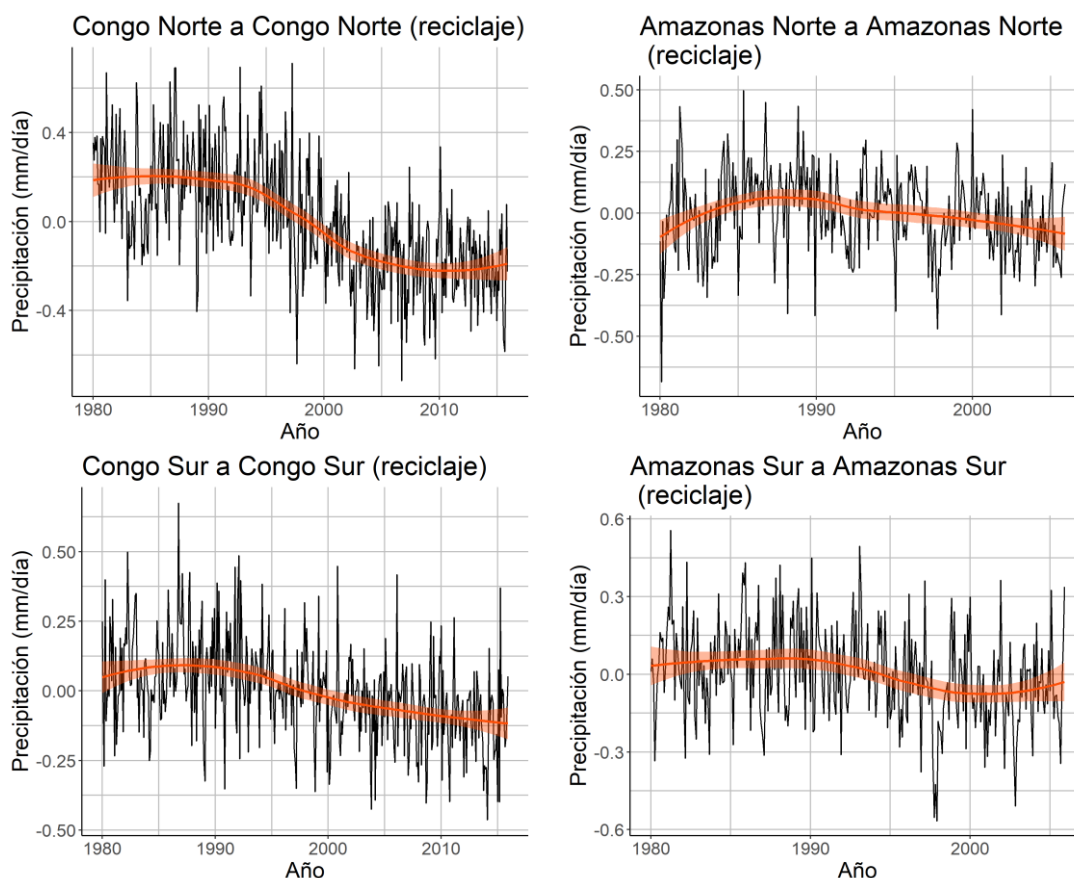 Congo Norte a Congo Norte (reciclaje)
Precipitación (mm/día)
0.4
0.0
-0.4
1980 1990 2000 2010
Año
Amazonas Norte a Amazonas Norte
(reciclaje)
Precipitación (mm/día)
0.50
0.25
0.00
-0.25
-0.50
1980 1990 2000
Año
Congo Sur a Congo Sur (reciclaje)
Precipitación (mm/día)
0.50
0.25
0.00
-0.25
-0.50
1980 1990 2000 2010
Año
Amazonas Sur a Amazonas Sur
(reciclaje)
Precipitación (mm/día)
0.6
0.3
0.0
-0.3
-0.6
1980 1990 2000
Año